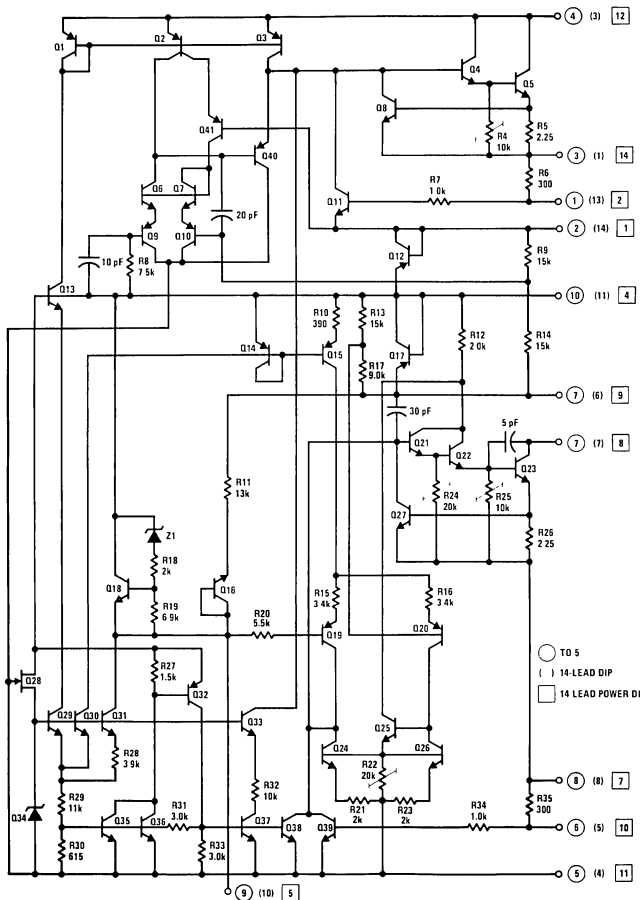 4 (3) 12
Q1
Q2
Q3
Q4
Q5
Q8
R4
10k
R5
2.25
3 (1) 14
Q41
Q40
R6
300
R7
1 0k
1 (13) 2
Q11
Q6
Q7
20 pF
2 (14) 1
Q9
Q10
R8
7 5k
10 pF
Q12
R9
15k
Q13
10 (11) 4
R10
390
R13
15k
R12
2 0k
R14
15k
Q14
Q15
R17
9.0k
Q17
7 (6) 9
30 pF
5 pF
7 (7) 8
Q21
Q22
Q23
R11
13k
R24
20k
R25
10k
Q27
R26
2 25
Z1
R18
2k
Q18
R19
6 9k
Q16
R20
5.5k
R15
3 4k
R16
3 4k
Q19
Q20
TO 5
( ) 14-LEAD DIP
14 LEAD POWER DI
Q28
R27
1.5k
Q32
Q29
Q30
Q31
Q33
Q25
Q24
Q26
R28
3 9k
R22
20k
R32
10k
R21
2k
R23
2k
8 (8) 7
Q34
R29
11k
R35
300
R31
3.0k
R34
1.0k
Q35
Q36
Q37
Q38
Q39
6 (5) 10
R30
615
R33
3.0k
5 (4) 11
9 (10) 5